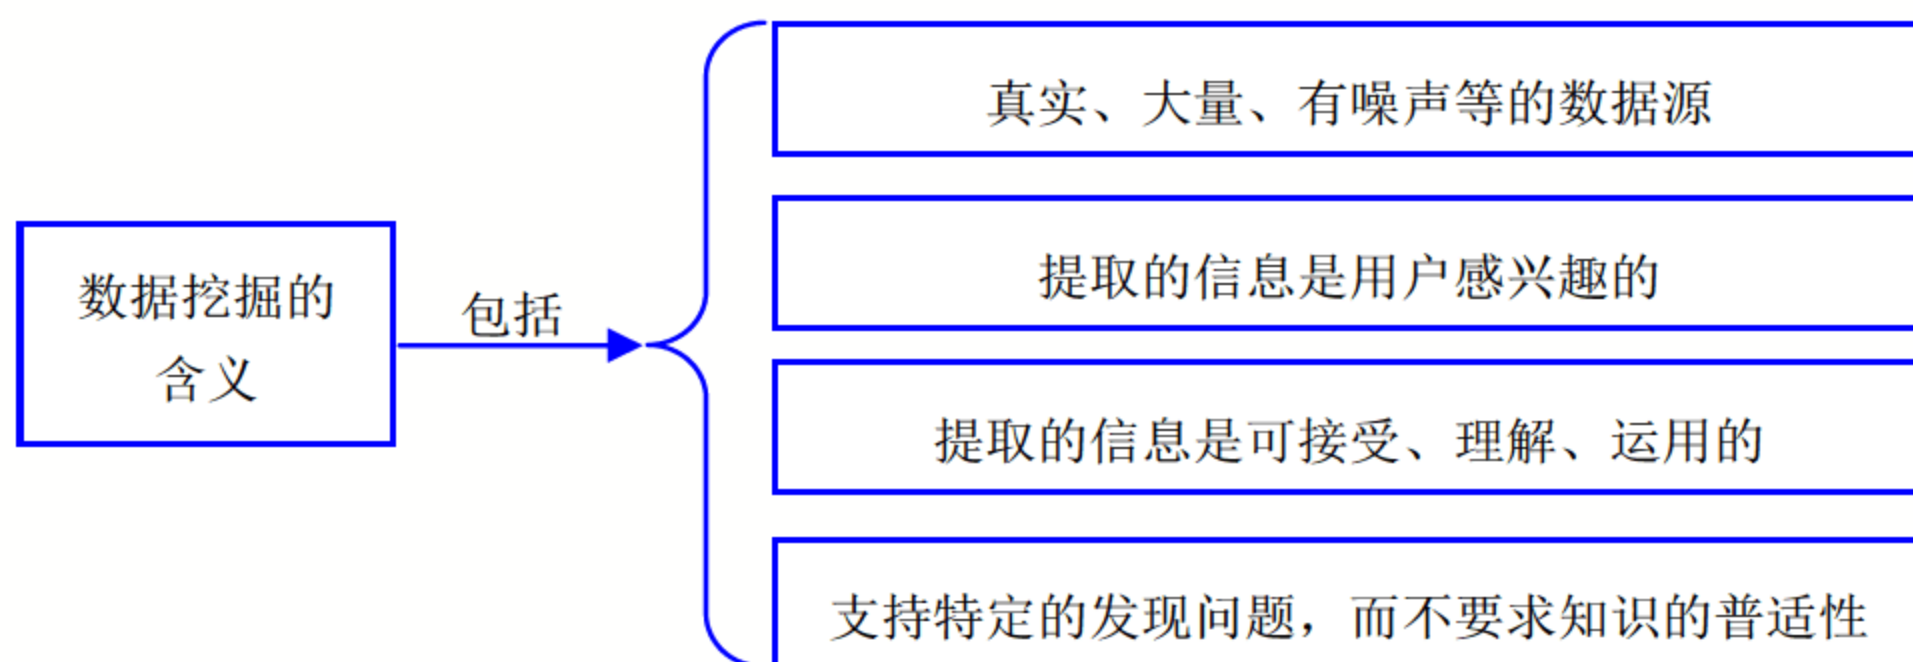 数据挖掘的
含义
包括
真实、大量、有噪声等的数据源
提取的信息是用户感兴趣的
提取的信息是可接受、理解、运用的
支持特定的发现问题，而不要求知识的普适性